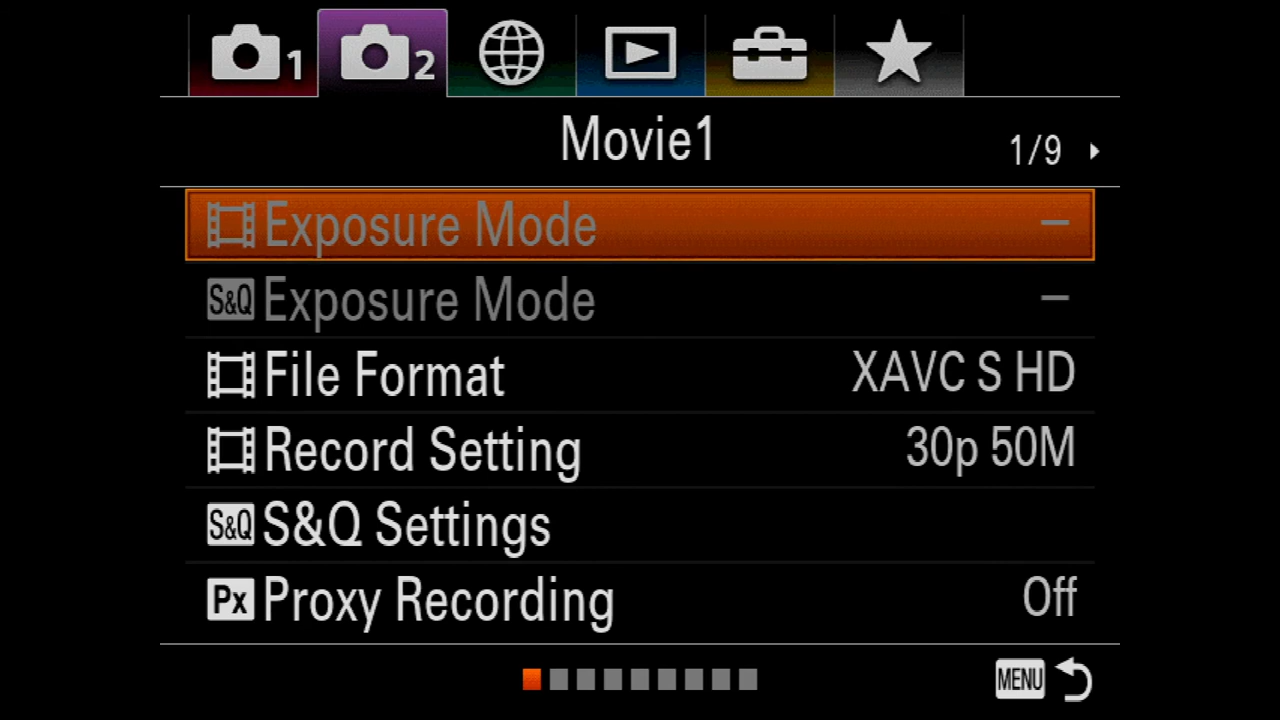 1 2
Movie1
1/9
Exposure Mode –
S&Q Exposure Mode –
File Format XAVC S HD
Record Setting 30p 50M
S&Q S&Q Settings
Px Proxy Recording Off
MENU